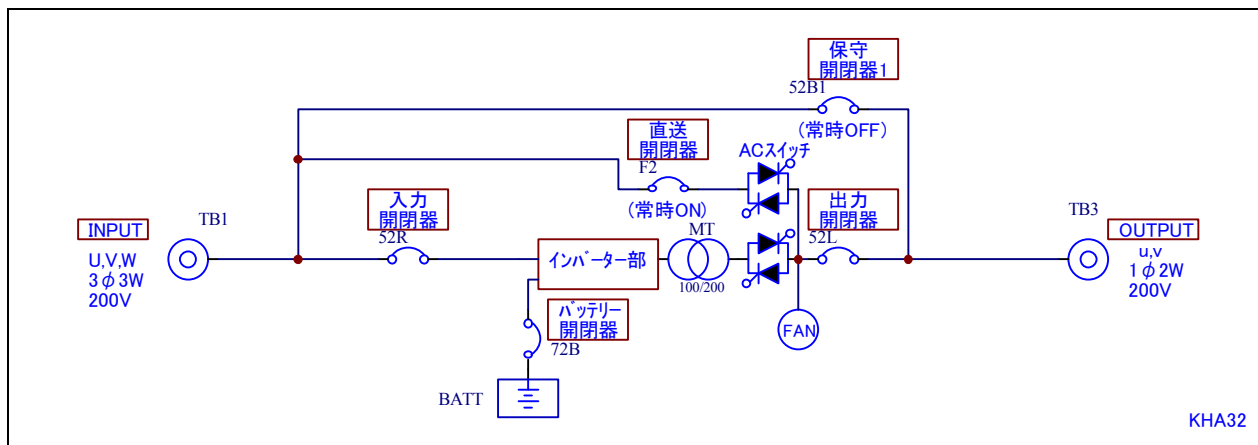 保守
開閉器1
52B1
(常時OFF)
直送
開閉器
F2
(常時ON)
ACスイッチ
入力
開閉器
52R
出力
開閉器
52L
TB1
INPUT
U,V,W
3φ3W
200V
MT
100/200
インバーター部
TB3
OUTPUT
u,v
1φ2W
200V
バッテリー
開閉器
72B
FAN
BATT
KHA32